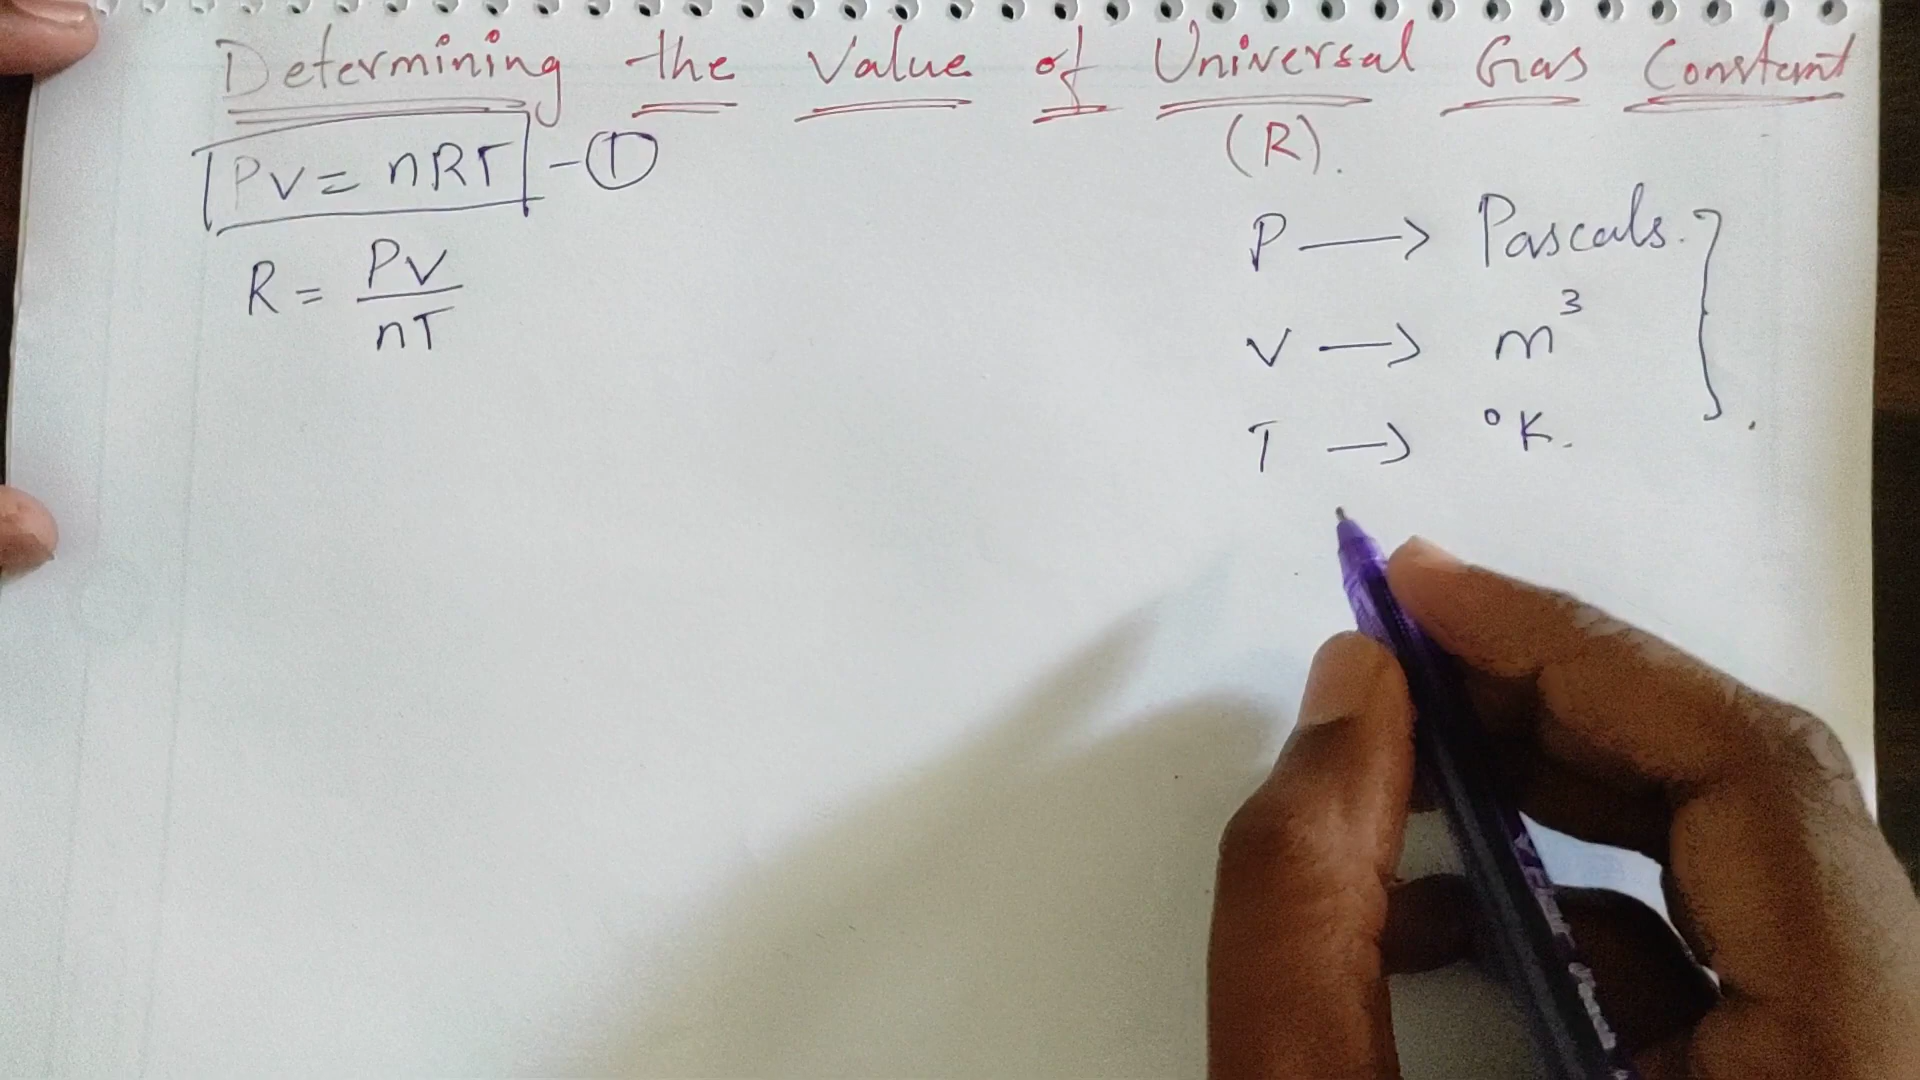 Determining the Value of Universal Gas Constant
(R).
PV = nRT - ①
R = PV
nT
P → Pascals.
V → m³
T → °K.